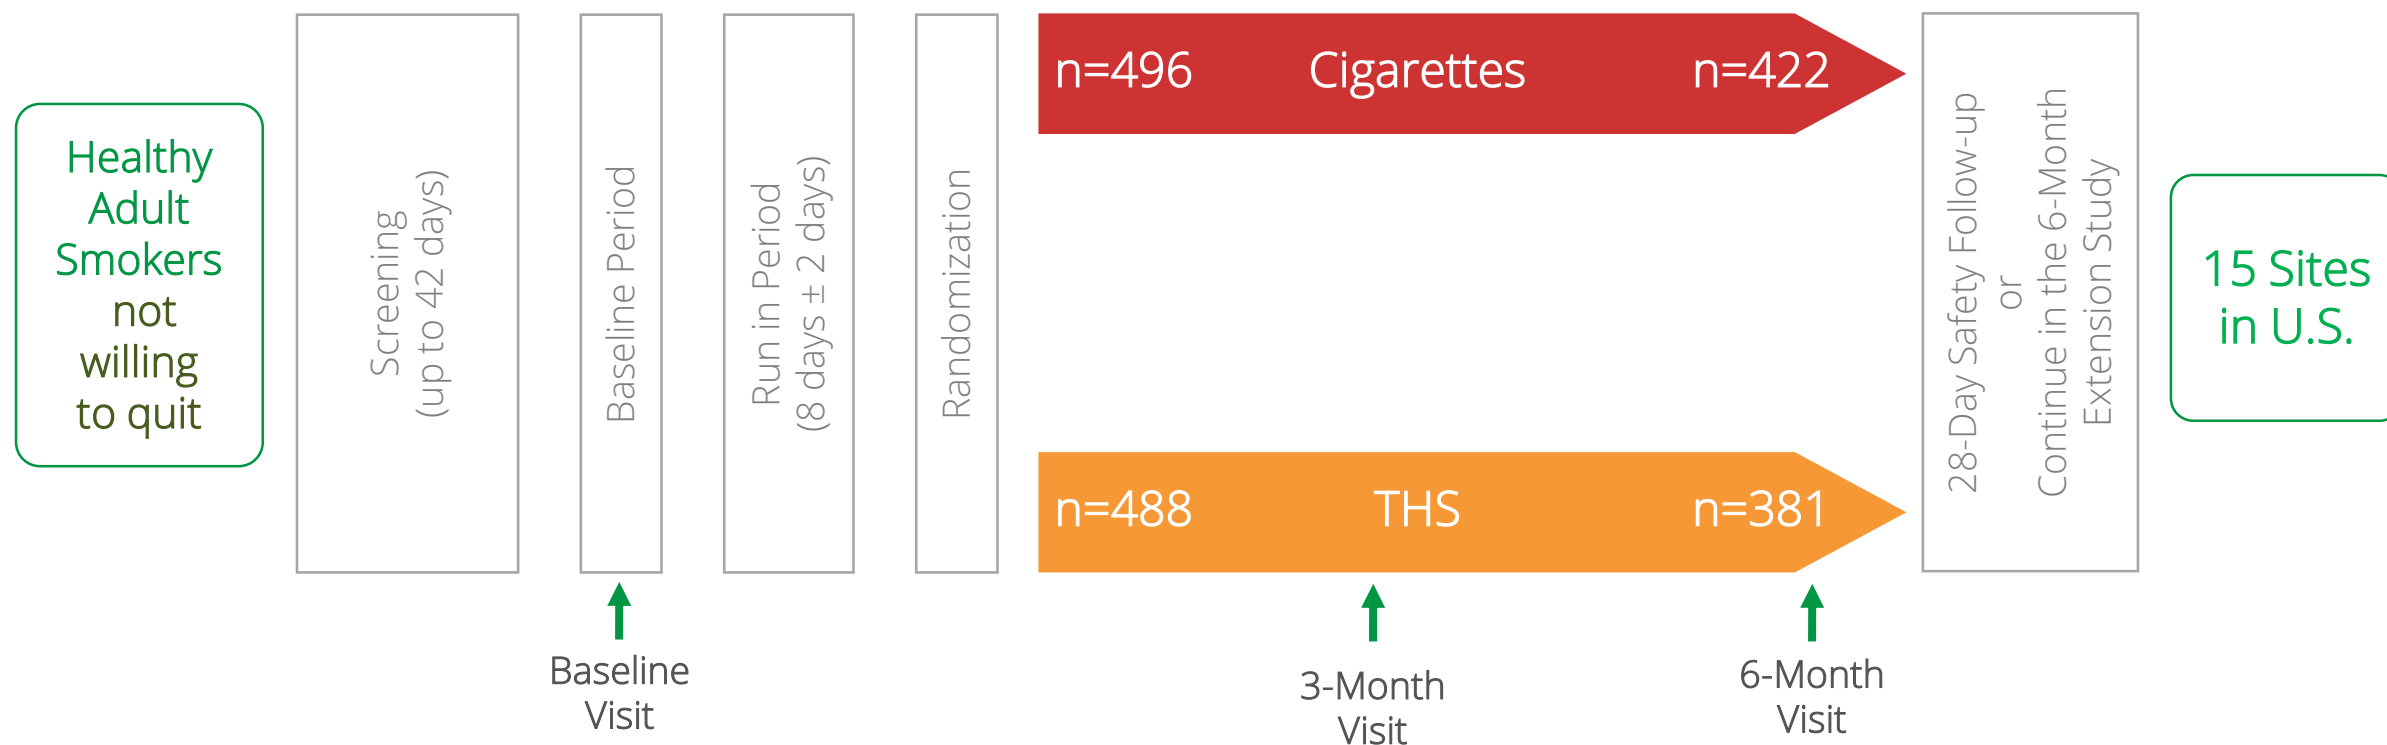 Healthy
Adult
Smokers
not
willing
to quit
Screening
(up to 42 days)
Baseline Period
Run in Period
(8 days ± 2 days)
Randomization
n=496 Cigarettes n=422
n=488 THS n=381
28-Day Safety Follow-up
or
Continue in the 6-Month
Extension Study
15 Sites
in U.S.
Baseline
Visit
3-Month
Visit
6-Month
Visit